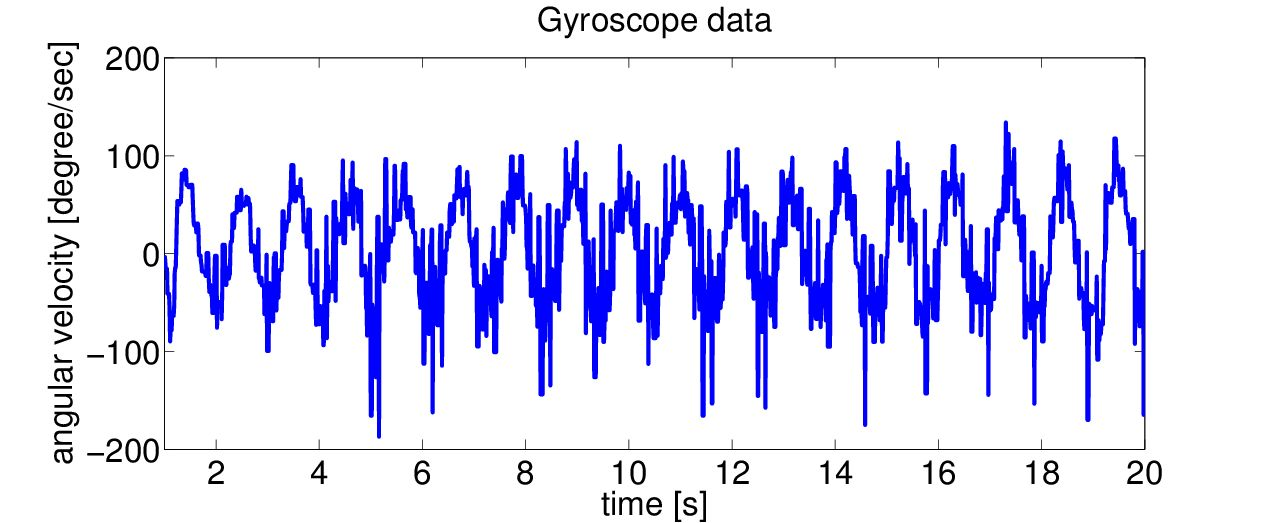 Gyroscope data
angular velocity [degree/sec]
200
100
0
−100
−200
2 4 6 8 10 12 14 16 18 20
time [s]